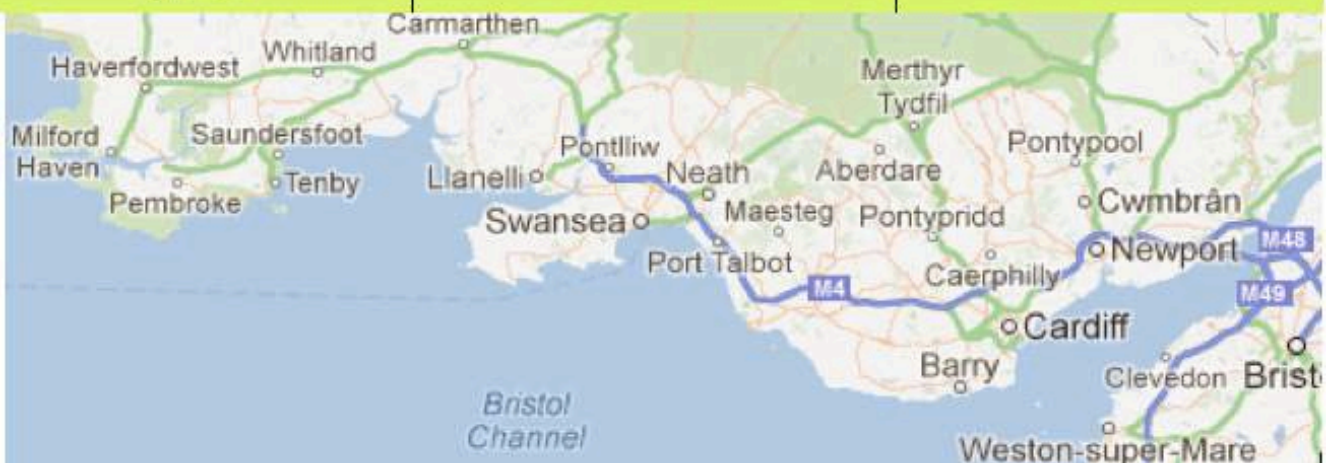 Carmarthen
Whitland
Haverfordwest
Merthyr
Tydfil
Milford
Haven
Saundersfoot
Pontlliw
Pontypool
Llanelli
Neath
Aberdare
Tenby
Pembroke
Cwmbrân
Swansea
Maesteg
Pontypridd
Newport
M48
Port Talbot
Caerphilly
M4
M49
Cardiff
Barry
Clevedon
Brist
Bristol
Channel
Weston-super-Mare